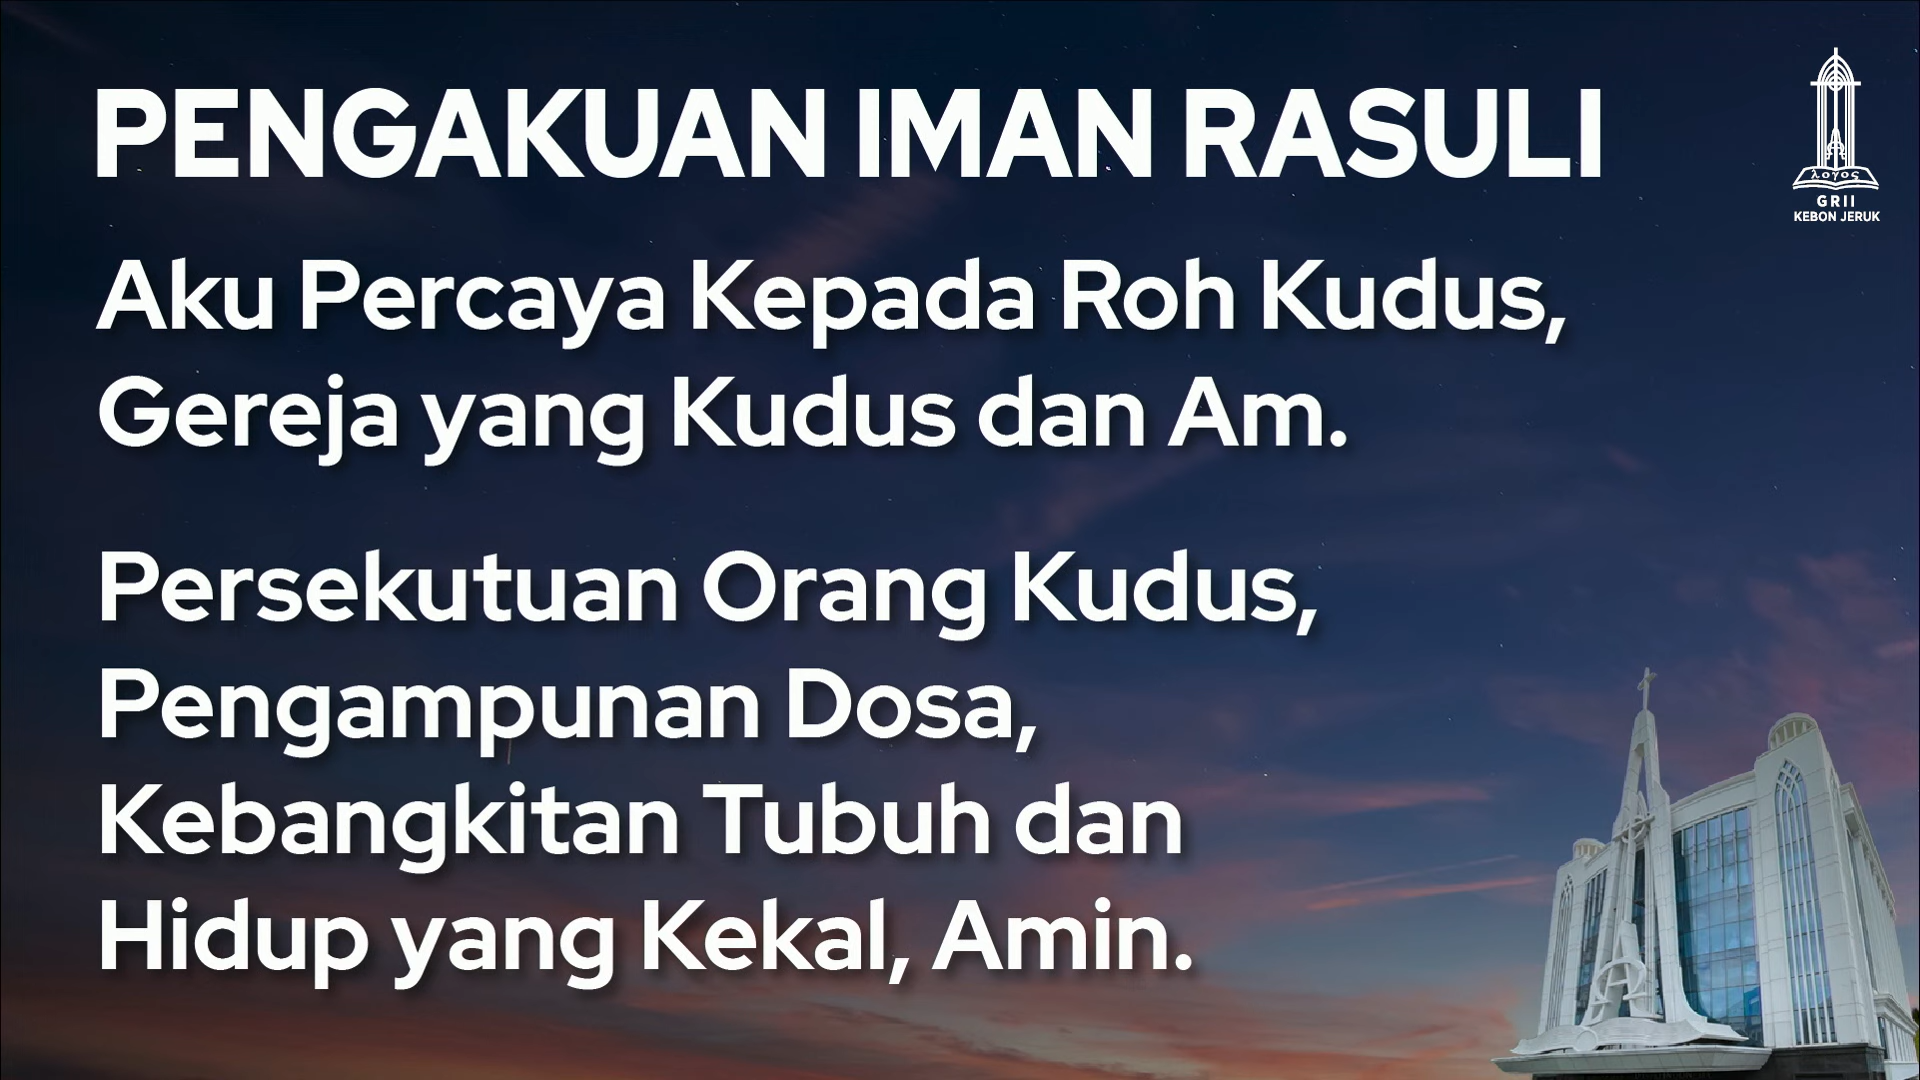 PENGAKUAN IMAN RASULI
Aku Percaya Kepada Roh Kudus,
Gereja yang Kudus dan Am.
Persekutuan Orang Kudus,
Pengampunan Dosa,
Kebangkitan Tubuh dan
Hidup yang Kekal, Amin.
λογος
GRII
KEBON JERUK